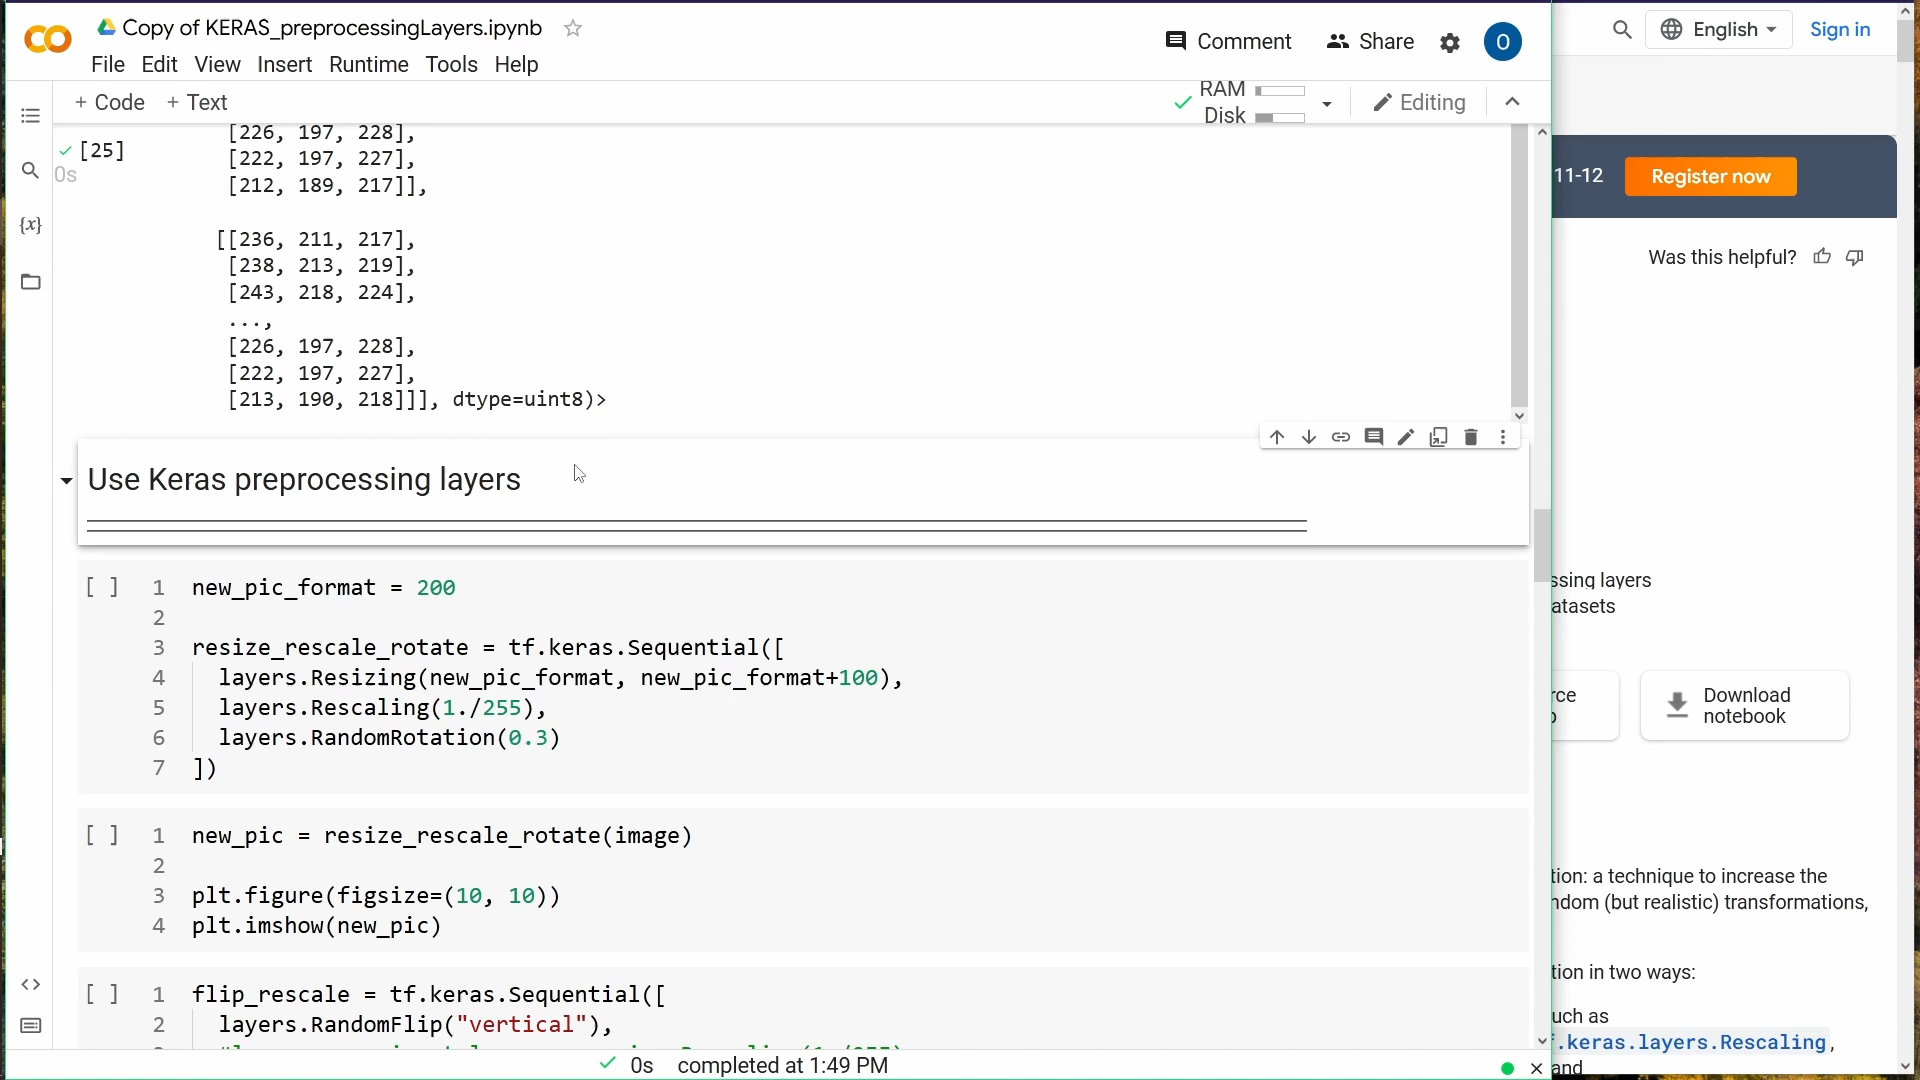 Copy of KERAS_preprocessingLayers.ipynb
File Edit View Insert Runtime Tools Help
Comment Share O
+ Code + Text
RAM
Disk
Editing
[25]
0s
[226, 197, 228],
[222, 197, 227],
[212, 189, 217]],
[[236, 211, 217],
[238, 213, 219],
[243, 218, 224],
...,
[226, 197, 228],
[222, 197, 227],
[213, 190, 218]]], dtype=uint8)>
Use Keras preprocessing layers
[ ] 1 new_pic_format = 200
2
3 resize_rescale_rotate = tf.keras.Sequential([
4 layers.Resizing(new_pic_format, new_pic_format+100),
5 layers.Rescaling(1./255),
6 layers.RandomRotation(0.3)
7 ])
[ ] 1 new_pic = resize_rescale_rotate(image)
2
3 plt.figure(figsize=(10, 10))
4 plt.imshow(new_pic)
[ ] 1 flip_rescale = tf.keras.Sequential([
2 layers.RandomFlip("vertical"),
0s completed at 1:49 PM
English Sign in
11-12 Register now
Was this helpful?
ssing layers
atasets
rce
Download
notebook
tion: a technique to increase the
ndom (but realistic) transformations,
tion in two ways:
uch as
f.keras.layers.Rescaling,
and